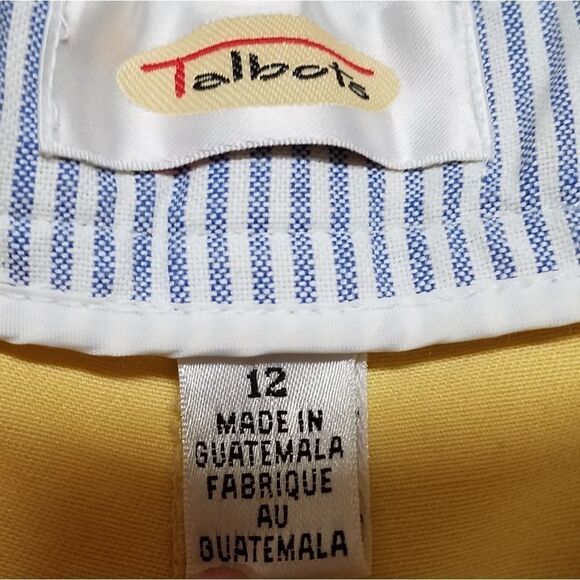 Talbots
12
MADE IN
GUATEMALA
FABRIQUE
AU
GUATEMALA